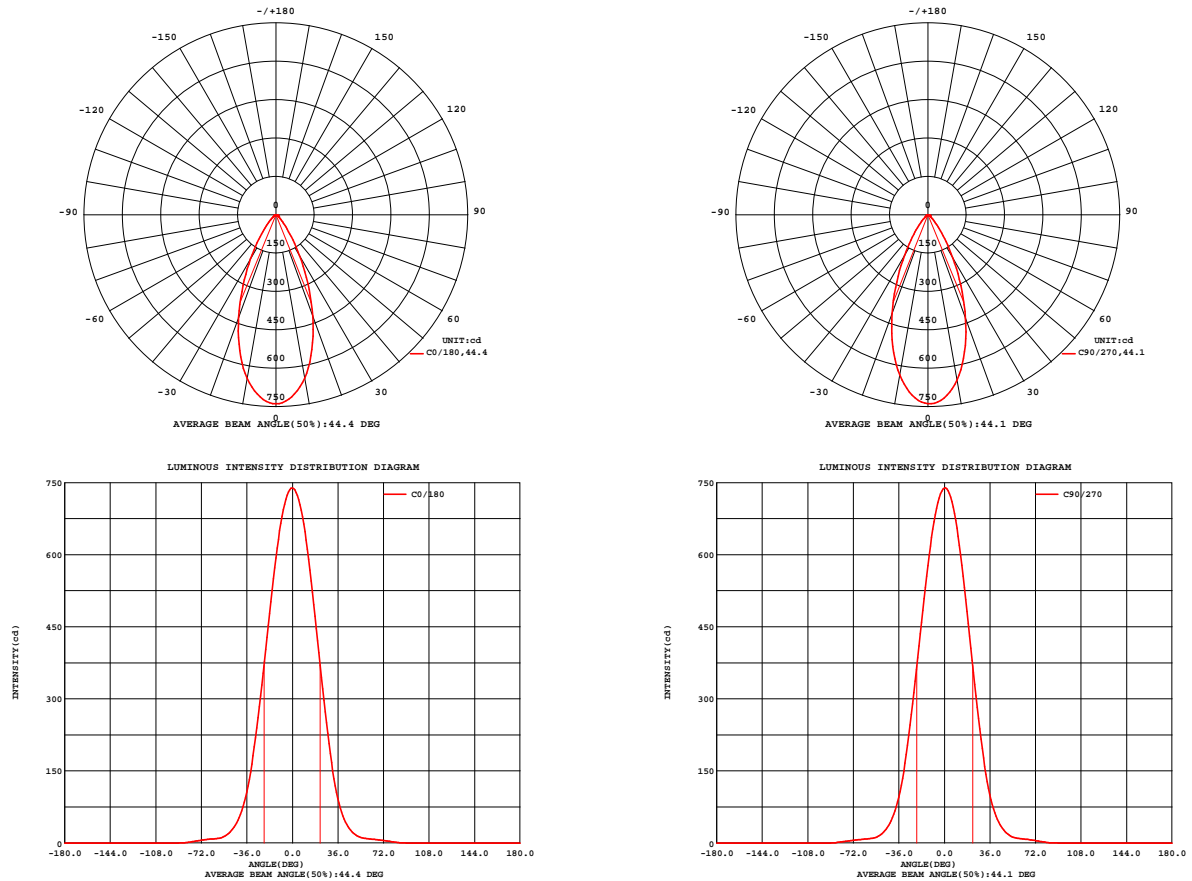 -/+180
-150 150
-120 120
-90 90
0
150
300
-60 60
450
UNIT:cd
600 C0/180,44.4
-30 30
750
0
AVERAGE BEAM ANGLE(50%):44.4 DEG
-/+180
-150 150
-120 120
-90 90
0
150
300
-60 60
450
UNIT:cd
600 C90/270,44.1
-30 30
750
0
AVERAGE BEAM ANGLE(50%):44.1 DEG
LUMINOUS INTENSITY DISTRIBUTION DIAGRAM
750
C0/180
600
450
INTENSITY(cd)
300
150
0
-180.0 -144.0 -108.0 -72.0 -36.0 0.0 36.0 72.0 108.0 144.0 180.0
ANGLE(DEG)
AVERAGE BEAM ANGLE(50%):44.4 DEG
LUMINOUS INTENSITY DISTRIBUTION DIAGRAM
750
C90/270
600
450
INTENSITY(cd)
300
150
0
-180.0 -144.0 -108.0 -72.0 -36.0 0.0 36.0 72.0 108.0 144.0 180.0
ANGLE(DEG)
AVERAGE BEAM ANGLE(50%):44.1 DEG